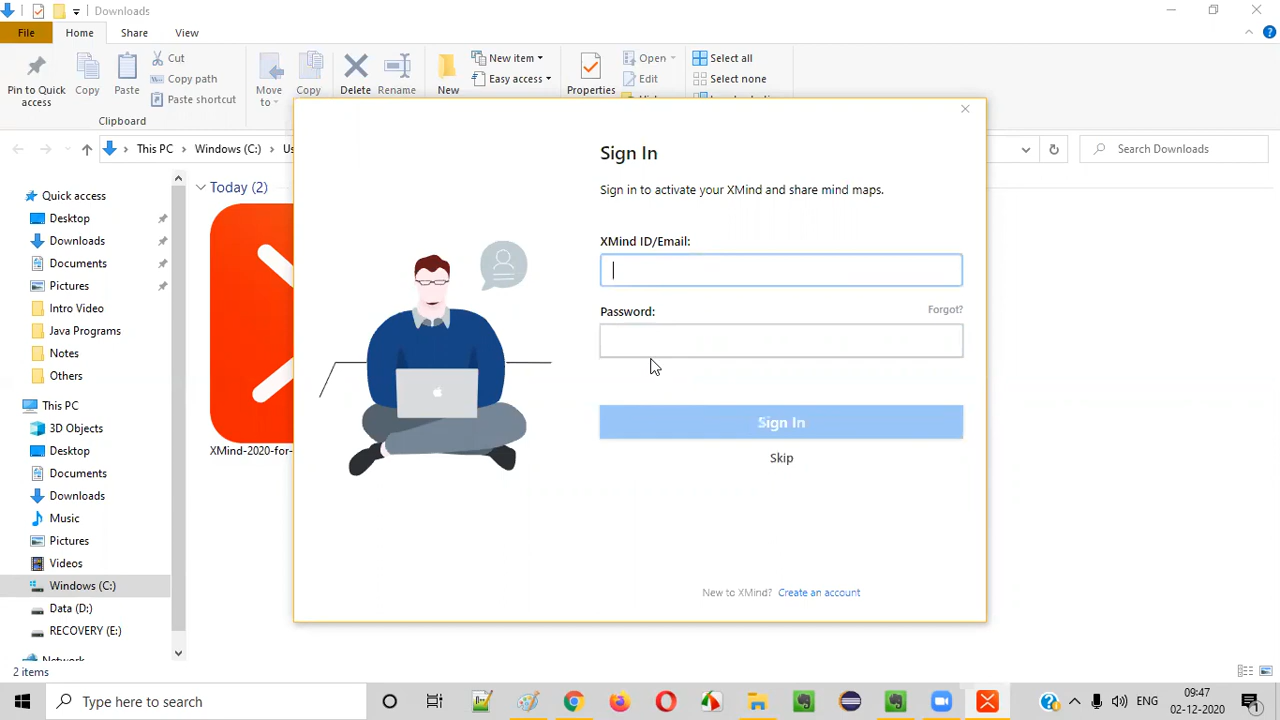 Downloads
File
Home
Share
View
Pin to Quick
access
Copy
Paste
Cut
Copy path
Paste shortcut
Clipboard
Move
to
Copy
Delete
Rename
New
New item
Easy access
Properties
Open
Edit
Select all
Select none
This PC
Windows (C:)
Search Downloads
Quick access
Desktop
Downloads
Documents
Pictures
Intro Video
Java Programs
Notes
Others
This PC
3D Objects
Desktop
Documents
Downloads
Music
Pictures
Videos
Windows (C:)
Data (D:)
RECOVERY (E:)
Network
Today (2)
XMind-2020-for-
Sign In
Sign in to activate your XMind and share mind maps.
XMind ID/Email:
Password:
Forgot?
Sign In
Skip
New to XMind? Create an account
2 items
Type here to search
ENG
09:47
02-12-2020
1